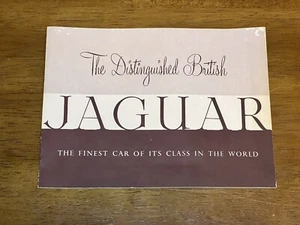 The Distinguished British
JAGUAR
THE FINEST CAR OF ITS CLASS IN THE WORLD